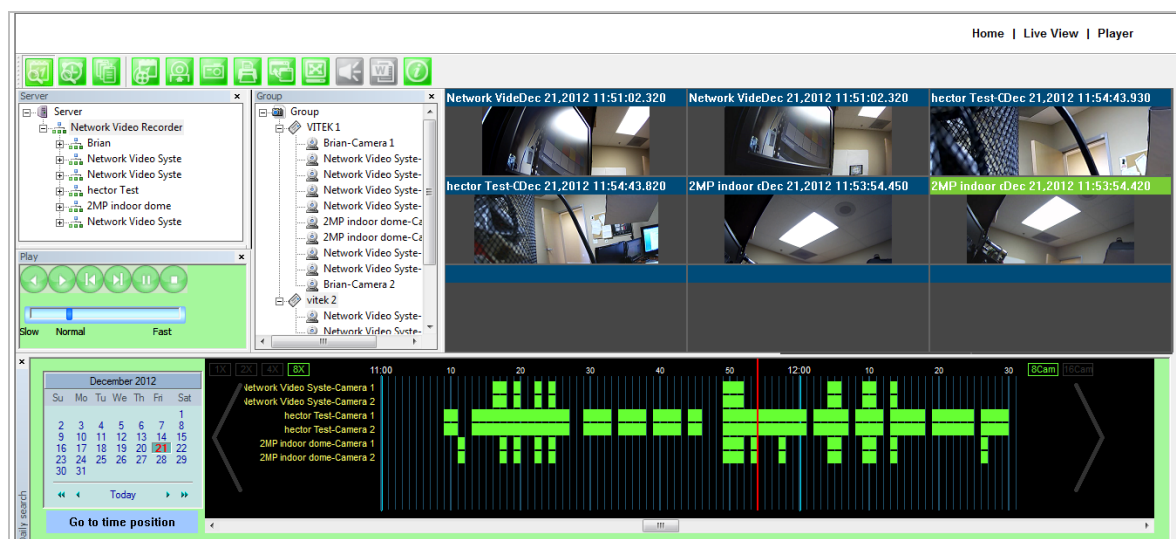 Home | Live View | Player
Server
Server
Network Video Recorder
Brian
Network Video Syste
Network Video Syste
hector Test
2MP indoor dome
Network Video Syste
Group
Group
VITEK 1
Brian-Camera 1
Network Video Syste-
Network Video Syste-
Network Video Syste-
Network Video Syste-
2MP indoor dome-Ca
2MP indoor dome-Ca
Network Video Syste-
Network Video Syste-
Brian-Camera 2
vitek 2
Network Video Syste-
Network Video Syste-
Network VideDec 21,2012 11:51:02.320
Network VideDec 21,2012 11:51:02.320
hector Test-CDec 21,2012 11:54:43.930
hector Test-CDec 21,2012 11:54:43.820
2MP indoor cDec 21,2012 11:53:54.450
2MP indoor cDec 21,2012 11:53:54.420
Play
Slow Normal Fast
December 2012
Su Mo Tu We Th Fri Sat
1
2 3 4 5 6 7 8
9 10 11 12 13 14 15
16 17 18 19 20 21 22
23 24 25 26 27 28 29
30 31
Today
Go to time position
aily search
1X 2X 4X 8X 11:00 10 20 30 40 50 12:00 10 20 30 8Cam 16Cam
Network Video Syste-Camera 1
Network Video Syste-Camera 2
hector Test-Camera 1
hector Test-Camera 2
2MP indoor dome-Camera 1
2MP indoor dome-Camera 2